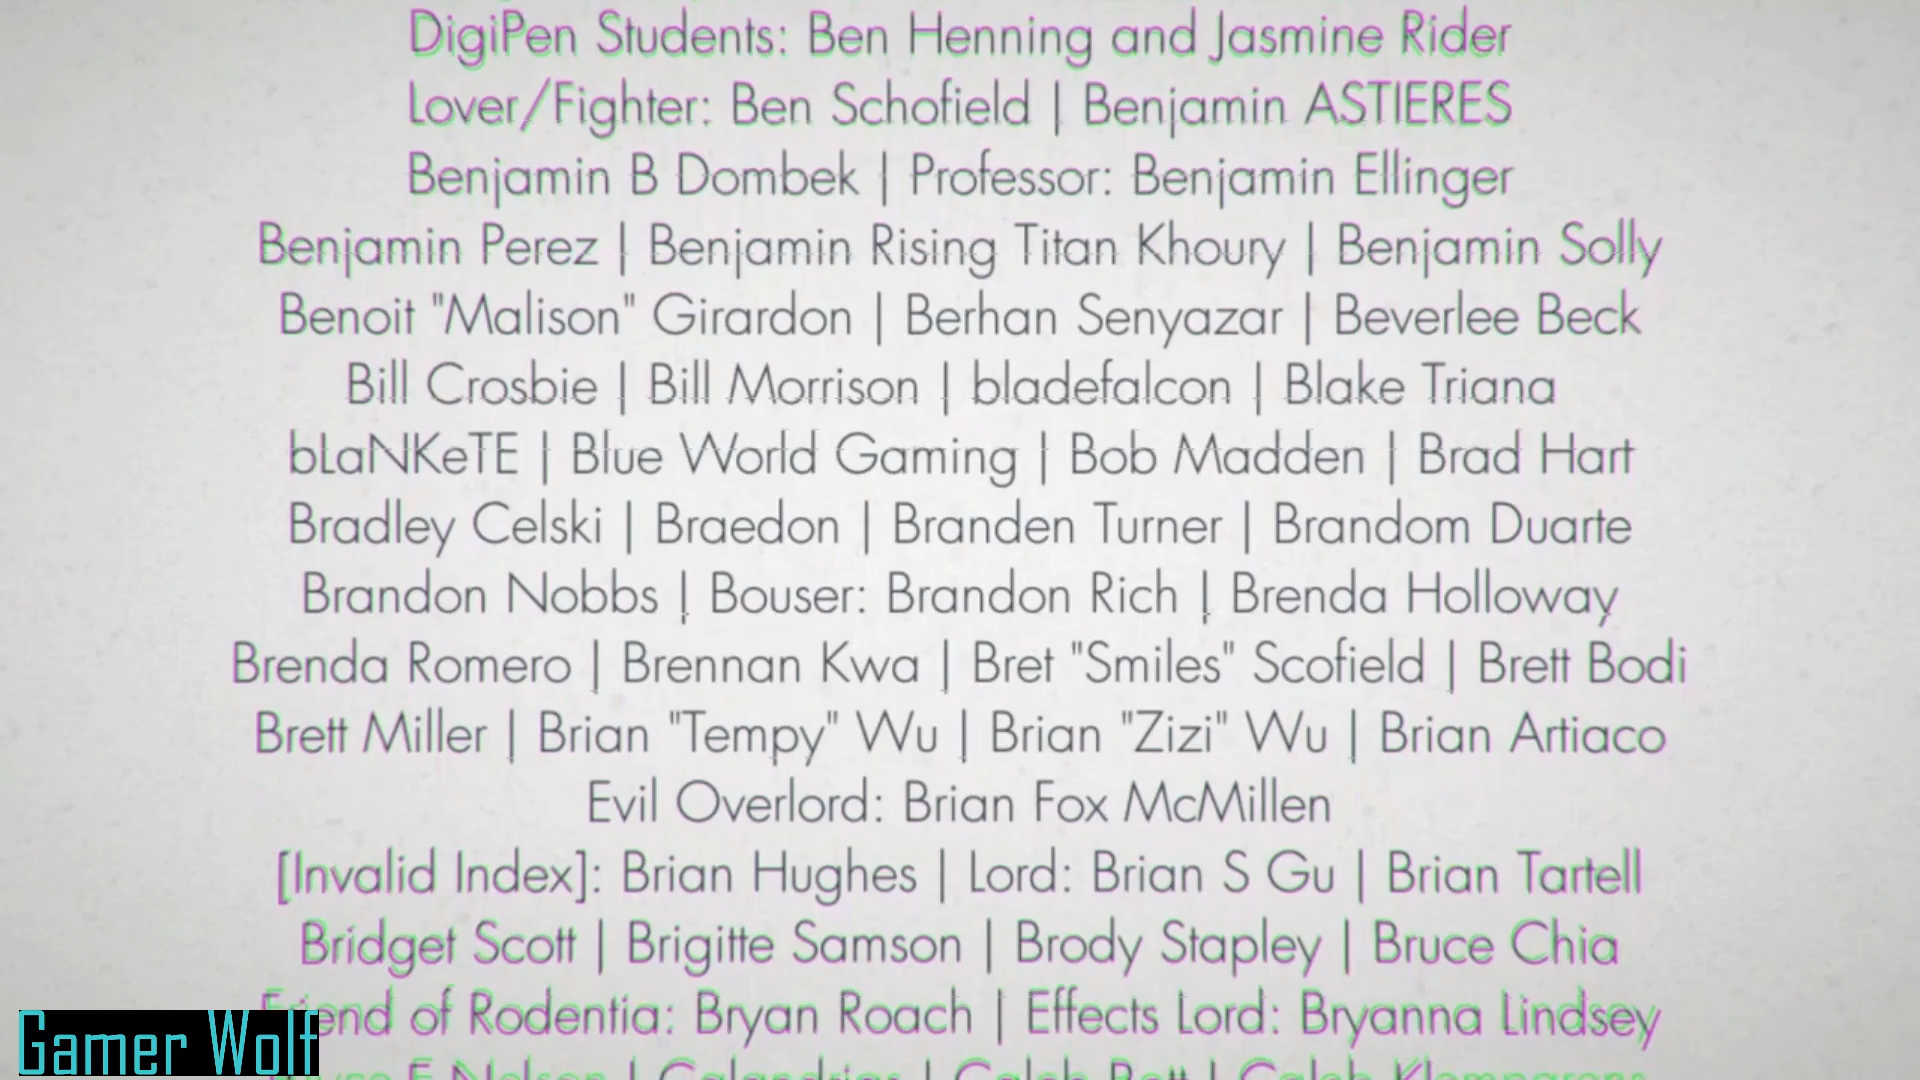 DigiPen Students: Ben Henning and Jasmine Rider
Lover/Fighter: Ben Schofield | Benjamin ASTIERES
Benjamin B Dombek | Professor: Benjamin Ellinger
Benjamin Perez | Benjamin Rising Titan Khoury | Benjamin Solly
Benoit "Malison" Girardon | Berhan Senyazar | Beverlee Beck
Bill Crosbie | Bill Morrison | bladefalcon | Blake Triana
bLaNKeTE | Blue World Gaming | Bob Madden | Brad Hart
Bradley Celski | Braedon | Branden Turner | Brandom Duarte
Brandon Nobbs | Bouser: Brandon Rich | Brenda Holloway
Brenda Romero | Brennan Kwa | Bret "Smiles" Scofield | Brett Bodi
Brett Miller | Brian "Tempy" Wu | Brian "Zizi" Wu | Brian Artiaco
Evil Overlord: Brian Fox McMillen
[Invalid Index]: Brian Hughes | Lord: Brian S Gu | Brian Tartell
Bridget Scott | Brigitte Samson | Brody Stapley | Bruce Chia
Friend of Rodentia: Bryan Roach | Effects Lord: Bryanna Lindsey
Gamer Wolf